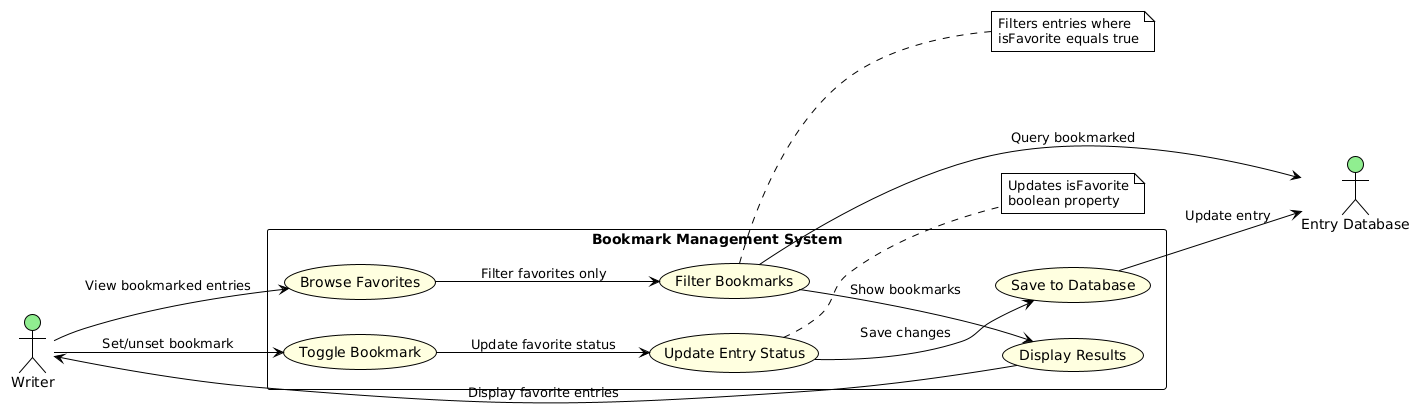 Filters entries where
isFavorite equals true
Query bookmarked
Updates isFavorite
boolean property
Update entry
Entry Database
Bookmark Management System
View bookmarked entries
Browse Favorites
Filter favorites only
Filter Bookmarks
Show bookmarks
Save to Database
Set/unset bookmark
Toggle Bookmark
Update favorite status
Update Entry Status
Save changes
Display Results
Writer
Display favorite entries